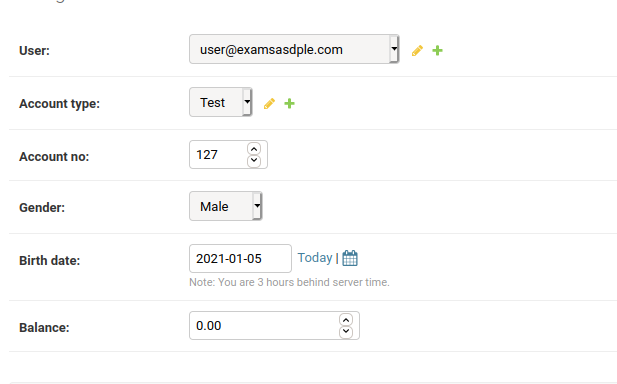 User: user@examsasdple.com
Account type: Test
Account no: 127
Gender: Male
Birth date: 2021-01-05 Today |
Note: You are 3 hours behind server time.
Balance: 0.00